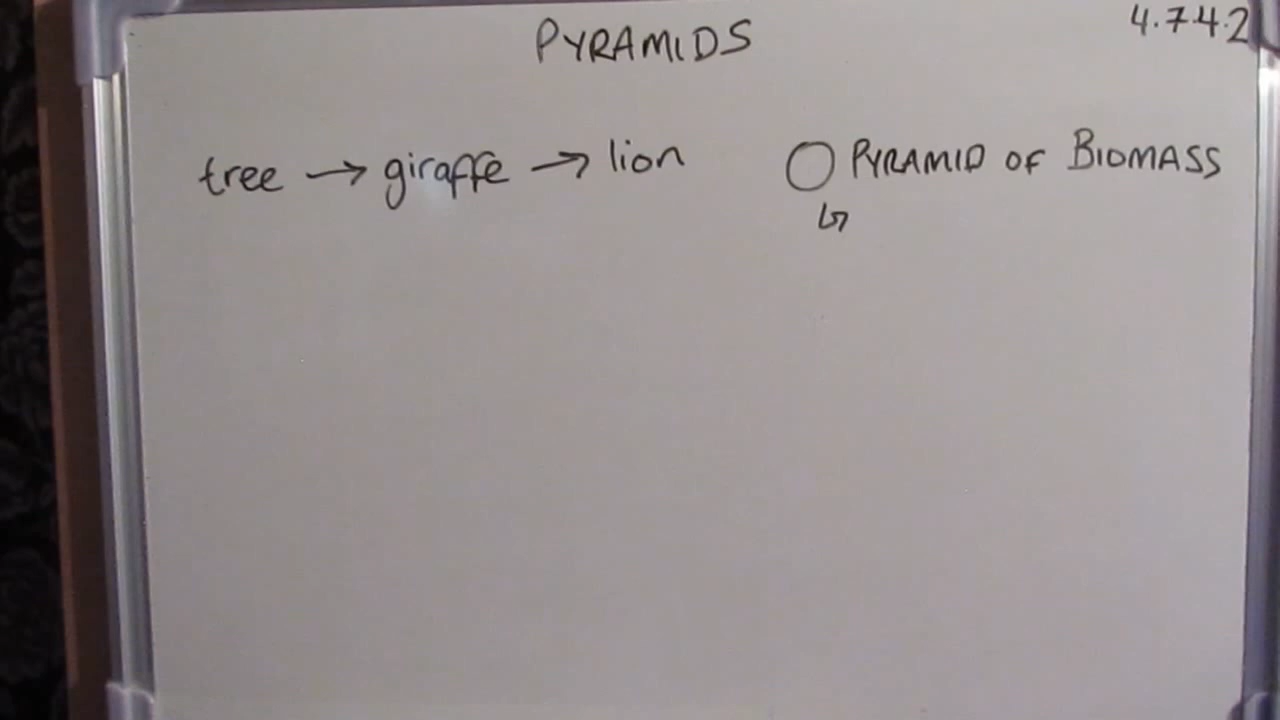 PYRAMIDS
4.7.4.2
tree → giraffe → lion
PYRAMID OF BIOMASS